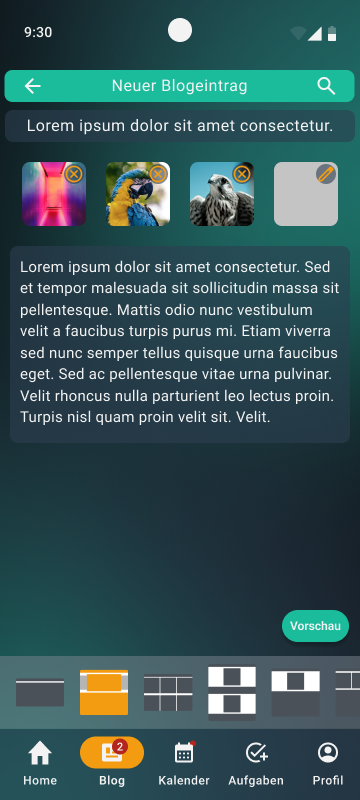 9:30
Neuer Blogeintrag
Lorem ipsum dolor sit amet consectetur.
Lorem ipsum dolor sit amet consectetur. Sed
et tempor malesuada sit sollicitudin massa sit
pellentesque. Mattis odio nunc vestibulum
velit a faucibus turpis purus mi. Etiam viverra
sed nunc semper tellus quisque urna faucibus
eget. Sed ac pellentesque vitae urna pulvinar.
Velit rhoncus nulla parturient leo lectus proin.
Turpis nisl quam proin velit sit. Velit.
Vorschau
2
Home Blog Kalender Aufgaben Profil